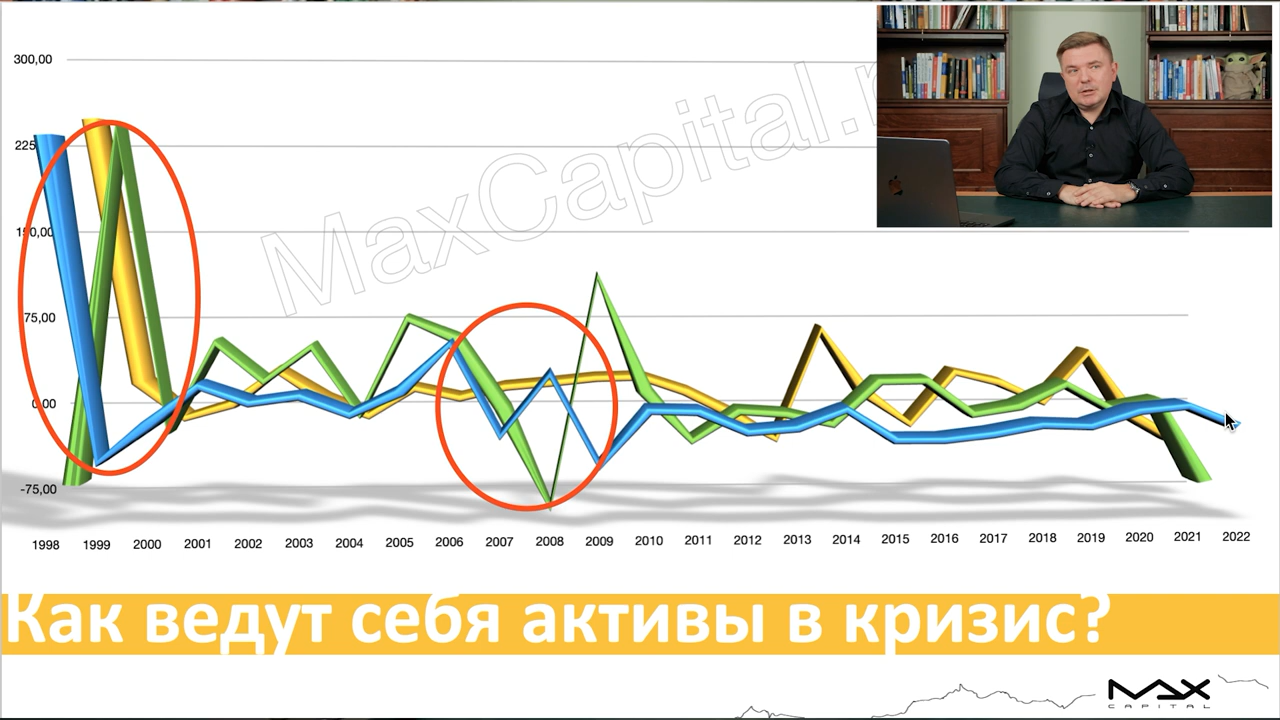 300,00
225
MaxCapital.r
150,00
75,00
0,00
-75,00
1998 1999 2000 2001 2002 2003 2004 2005 2006 2007 2008 2009 2010 2011 2012 2013 2014 2015 2016 2017 2018 2019 2020 2021 2022
Как ведут себя активы в кризис?
MAX
CAPITAL